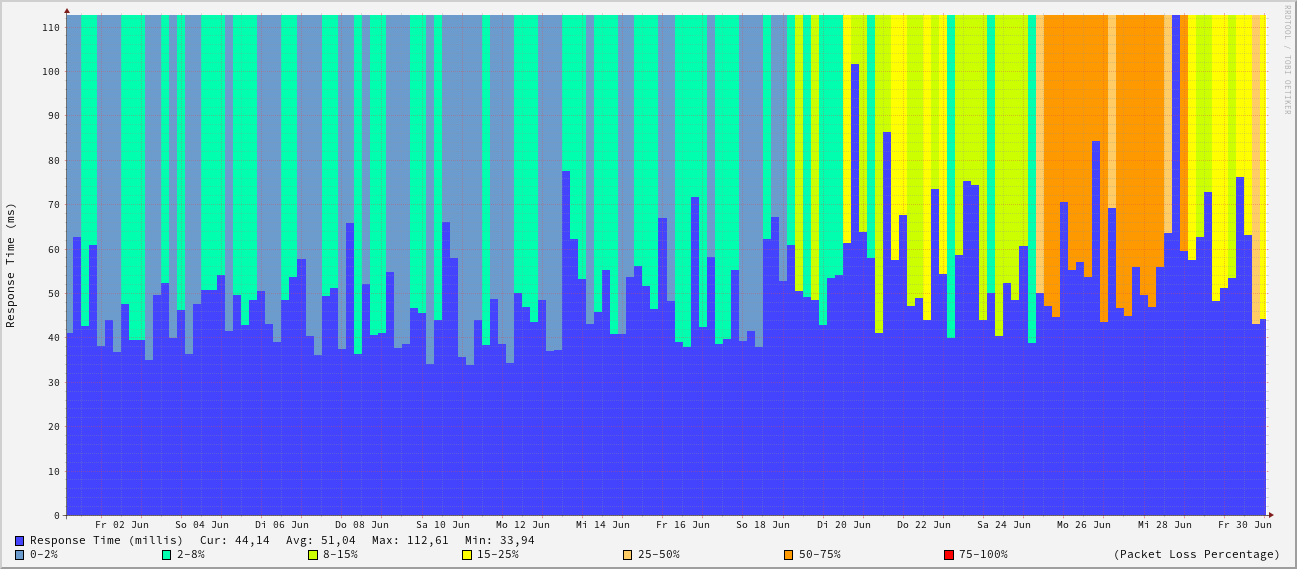 RRDTOOL / TOBI OETIKER
Response Time (ms)
110
100
90
80
70
60
50
40
30
20
10
0
Fr 02 Jun So 04 Jun Di 06 Jun Do 08 Jun Sa 10 Jun Mo 12 Jun Mi 14 Jun Fr 16 Jun So 18 Jun Di 20 Jun Do 22 Jun Sa 24 Jun Mo 26 Jun Mi 28 Jun Fr 30 Jun
Response Time (millis) Cur: 44,14 Avg: 51,04 Max: 112,61 Min: 33,94
0-2% 2-8% 8-15% 15-25% 25-50% 50-75% 75-100% (Packet Loss Percentage)